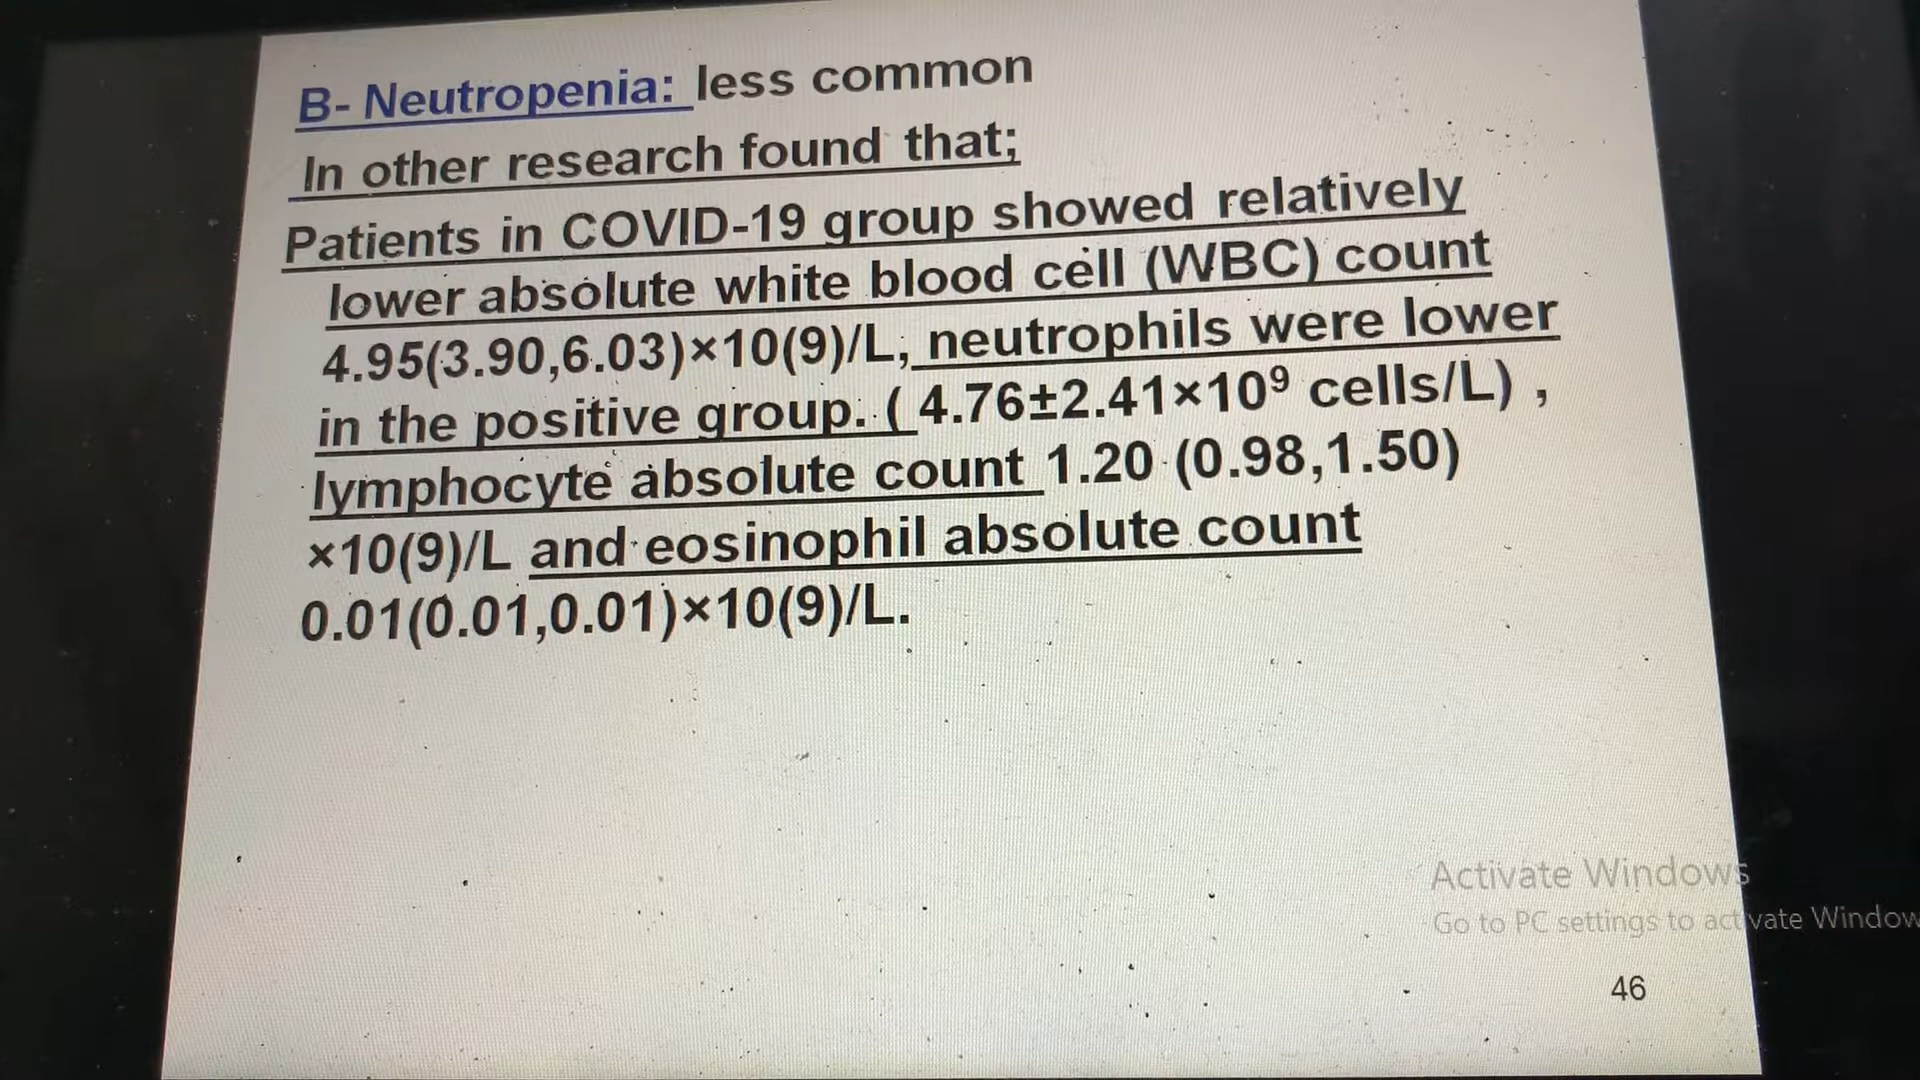 B- Neutropenia: less common
In other research found that;
Patients in COVID-19 group showed relatively
lower absolute white blood cell (WBC) count
4.95(3.90,6.03)×10(9)/L, neutrophils were lower
in the positive group. ( 4.76±2.41×10⁹ cells/L) ,
lymphocyte absolute count 1.20 (0.98,1.50)
×10(9)/L and eosinophil absolute count
0.01(0.01,0.01)×10(9)/L.
Activate Windows
Go to PC settings to activate Window
46